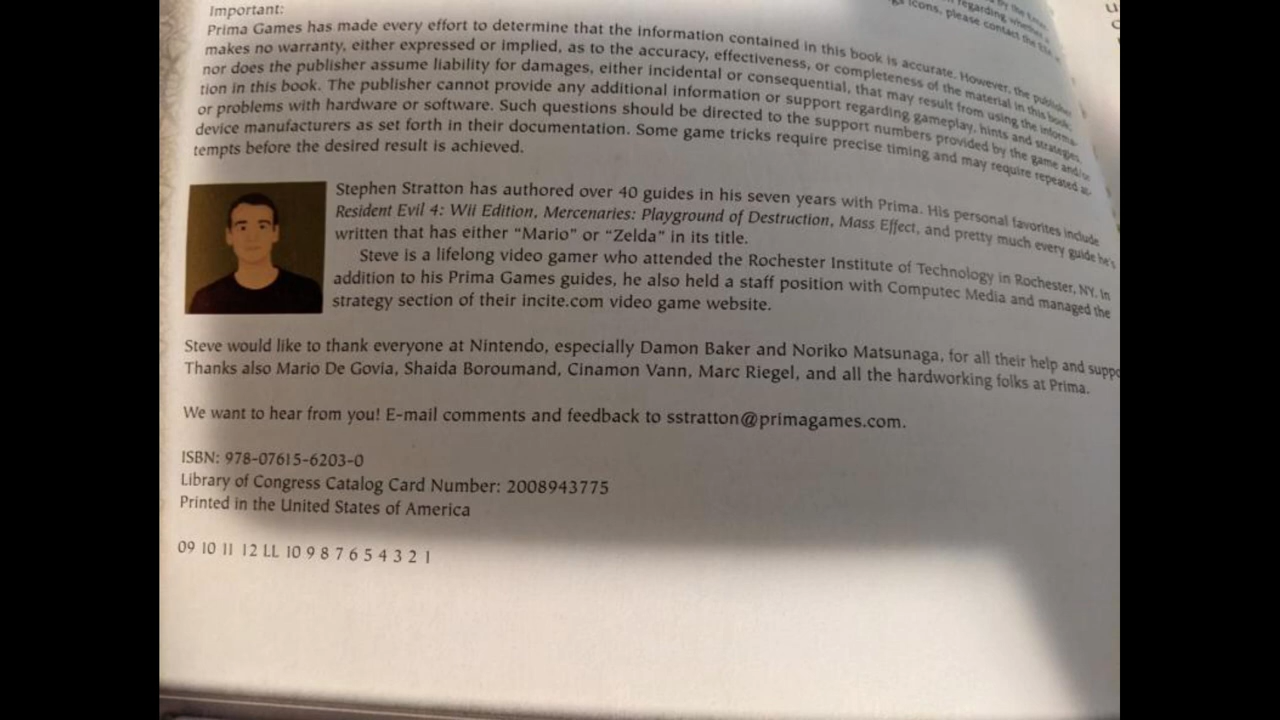 regarding whether a
gs icons, please contact the
Important:
Prima Games has made every effort to determine that the information contained in this book is accurate. However, the publisher
makes no warranty, either expressed or implied, as to the accuracy, effectiveness, or completeness of the material in this book;
nor does the publisher assume liability for damages, either incidental or consequential, that may result from using the informa-
tion in this book. The publisher cannot provide any additional information or support regarding gameplay, hints and strategies,
or problems with hardware or software. Such questions should be directed to the support numbers provided by the game and/or
device manufacturers as set forth in their documentation. Some game tricks require precise timing and may require repeated at-
tempts before the desired result is achieved.
Stephen Stratton has authored over 40 guides in his seven years with Prima. His personal favorites include
Resident Evil 4: Wii Edition, Mercenaries: Playground of Destruction, Mass Effect, and pretty much every guide he's
written that has either "Mario" or "Zelda" in its title.
Steve is a lifelong video gamer who attended the Rochester Institute of Technology in Rochester, NY. In
addition to his Prima Games guides, he also held a staff position with Computec Media and managed the
strategy section of their incite.com video game website.
Steve would like to thank everyone at Nintendo, especially Damon Baker and Noriko Matsunaga, for all their help and suppo
Thanks also Mario De Govia, Shaida Boroumand, Cinamon Vann, Marc Riegel, and all the hardworking folks at Prima.
We want to hear from you! E-mail comments and feedback to sstratton@primagames.com.
ISBN: 978-07615-6203-0
Library of Congress Catalog Card Number: 2008943775
Printed in the United States of America
09 10 11 12 LL 10 9 8 7 6 5 4 3 2 1